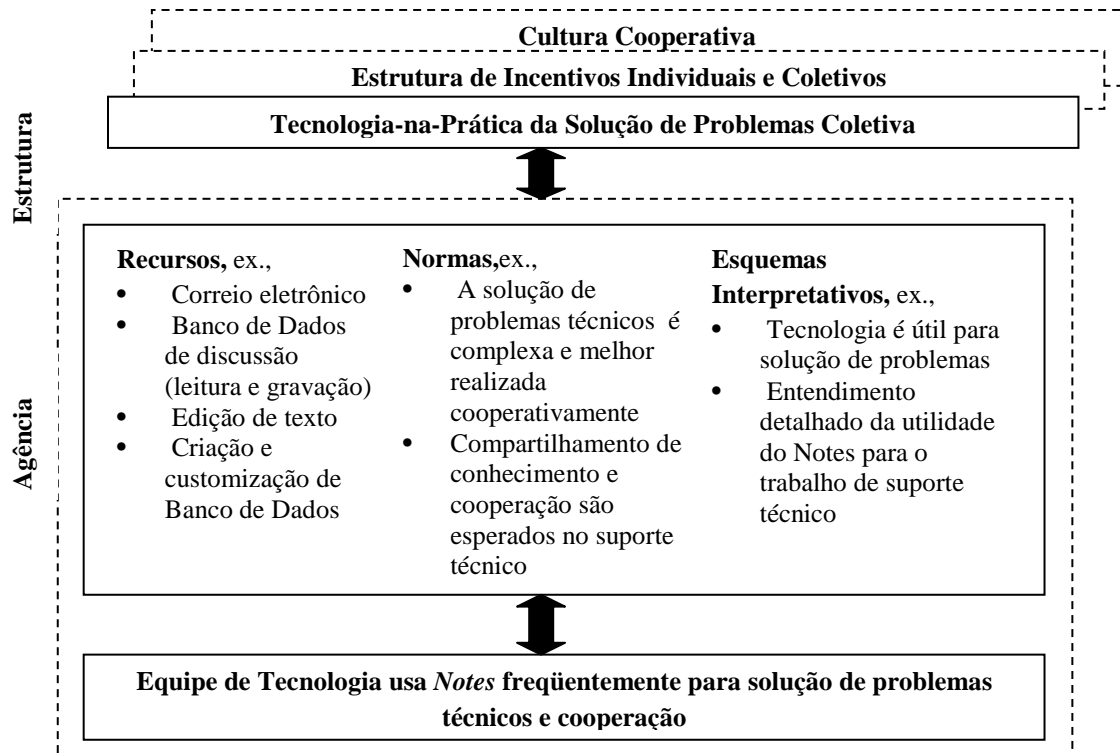 Cultura Cooperativa
Estrutura de Incentivos Individuais e Coletivos
Tecnologia-na-Prática da Solução de Problemas Coletiva
Estrutura
Agência
Recursos, ex.,
• Correio eletrônico
• Banco de Dados
de discussão
(leitura e gravação)
• Edição de texto
• Criação e
customização de
Banco de Dados
Normas,ex.,
• A solução de
problemas técnicos é
complexa e melhor
realizada
cooperativamente
• Compartilhamento de
conhecimento e
cooperação são
esperados no suporte
técnico
Esquemas
Interpretativos, ex.,
• Tecnologia é útil para
solução de problemas
• Entendimento
detalhado da utilidade
do Notes para o
trabalho de suporte
técnico
Equipe de Tecnologia usa Notes freqüentemente para solução de problemas
técnicos e cooperação